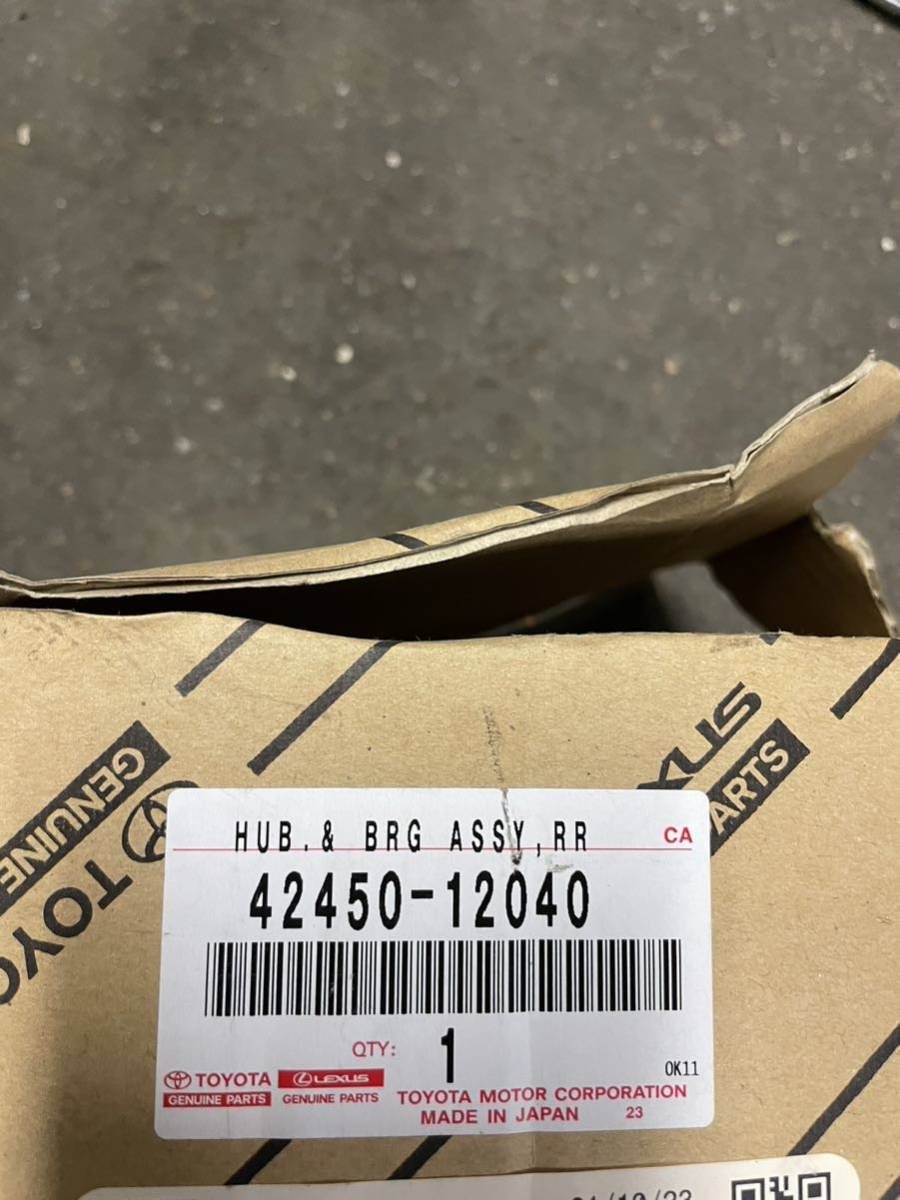 GENUINE
TOYO
LEXUS
PARTS
HUB.& BRG ASSY,RR CA
42450-12040
QTY: 1
0K11
TOYOTA LEXUS
GENUINE PARTS GENUINE PARTS
TOYOTA MOTOR CORPORATION
MADE IN JAPAN 23